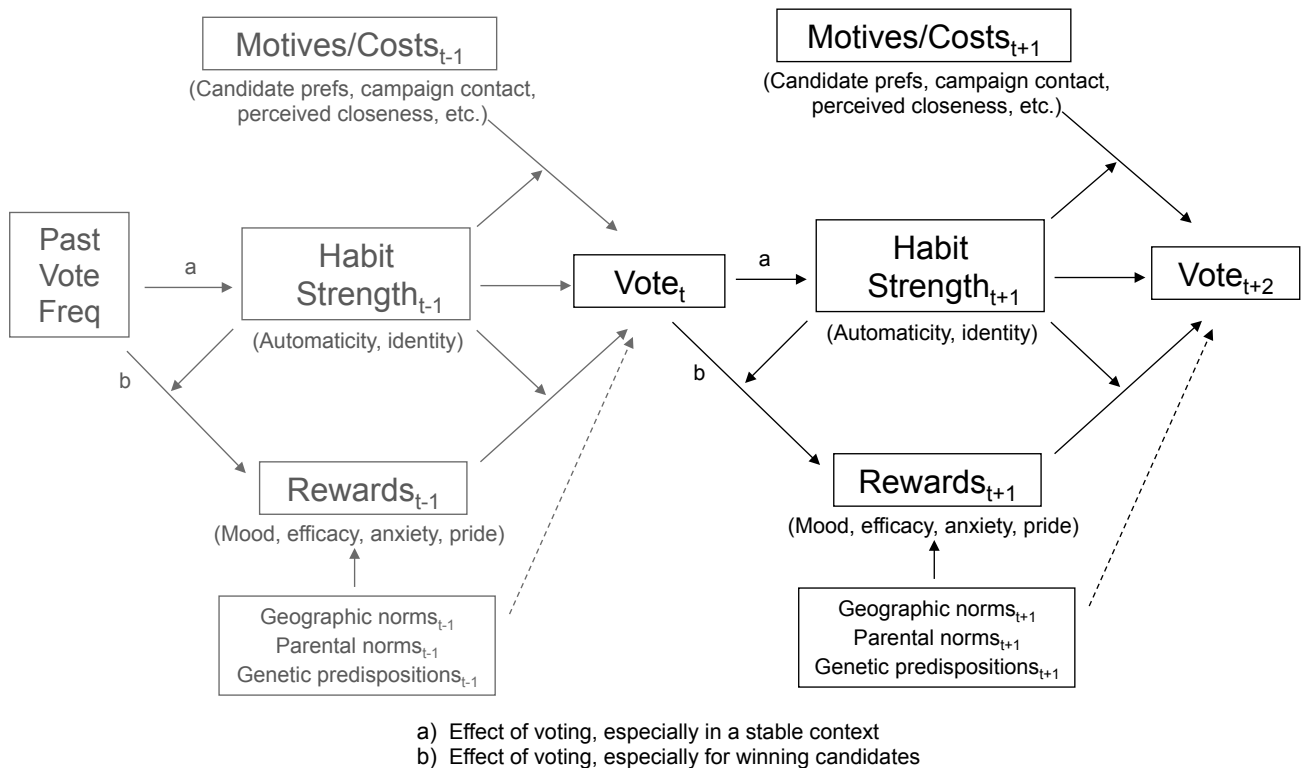 Motives/Costs t-1
(Candidate prefs, campaign contact,
perceived closeness, etc.)
Past
Vote
Freq
a
Habit
Strength t-1
(Automaticity, identity)
b
Rewards t-1
(Mood, efficacy, anxiety, pride)
Geographic norms t-1
Parental norms t-1
Genetic predispositions t-1
Vote t
Motives/Costs t+1
(Candidate prefs, campaign contact,
perceived closeness, etc.)
a
Habit
Strength t+1
(Automaticity, identity)
b
Rewards t+1
(Mood, efficacy, anxiety, pride)
Geographic norms t+1
Parental norms t+1
Genetic predispositions t+1
Vote t+2
a) Effect of voting, especially in a stable context
b) Effect of voting, especially for winning candidates